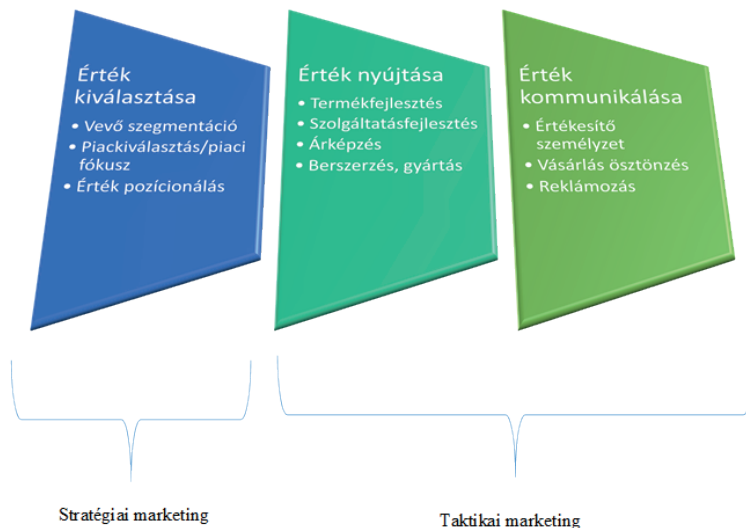 Érték
kiválasztása
• Vevő szegmentáció
• Piackiválasztás/piaci
fókusz
• Érték pozícionálás
Érték nyújtása
• Termékfejlesztés
• Szolgáltatásfejlesztés
• Árképzés
• Berszerzés, gyártás
Érték
kommunikálása
• Értékesítő
személyzet
• Vásárlás ösztönzés
• Reklámozás
Stratégiai marketing
Taktikai marketing